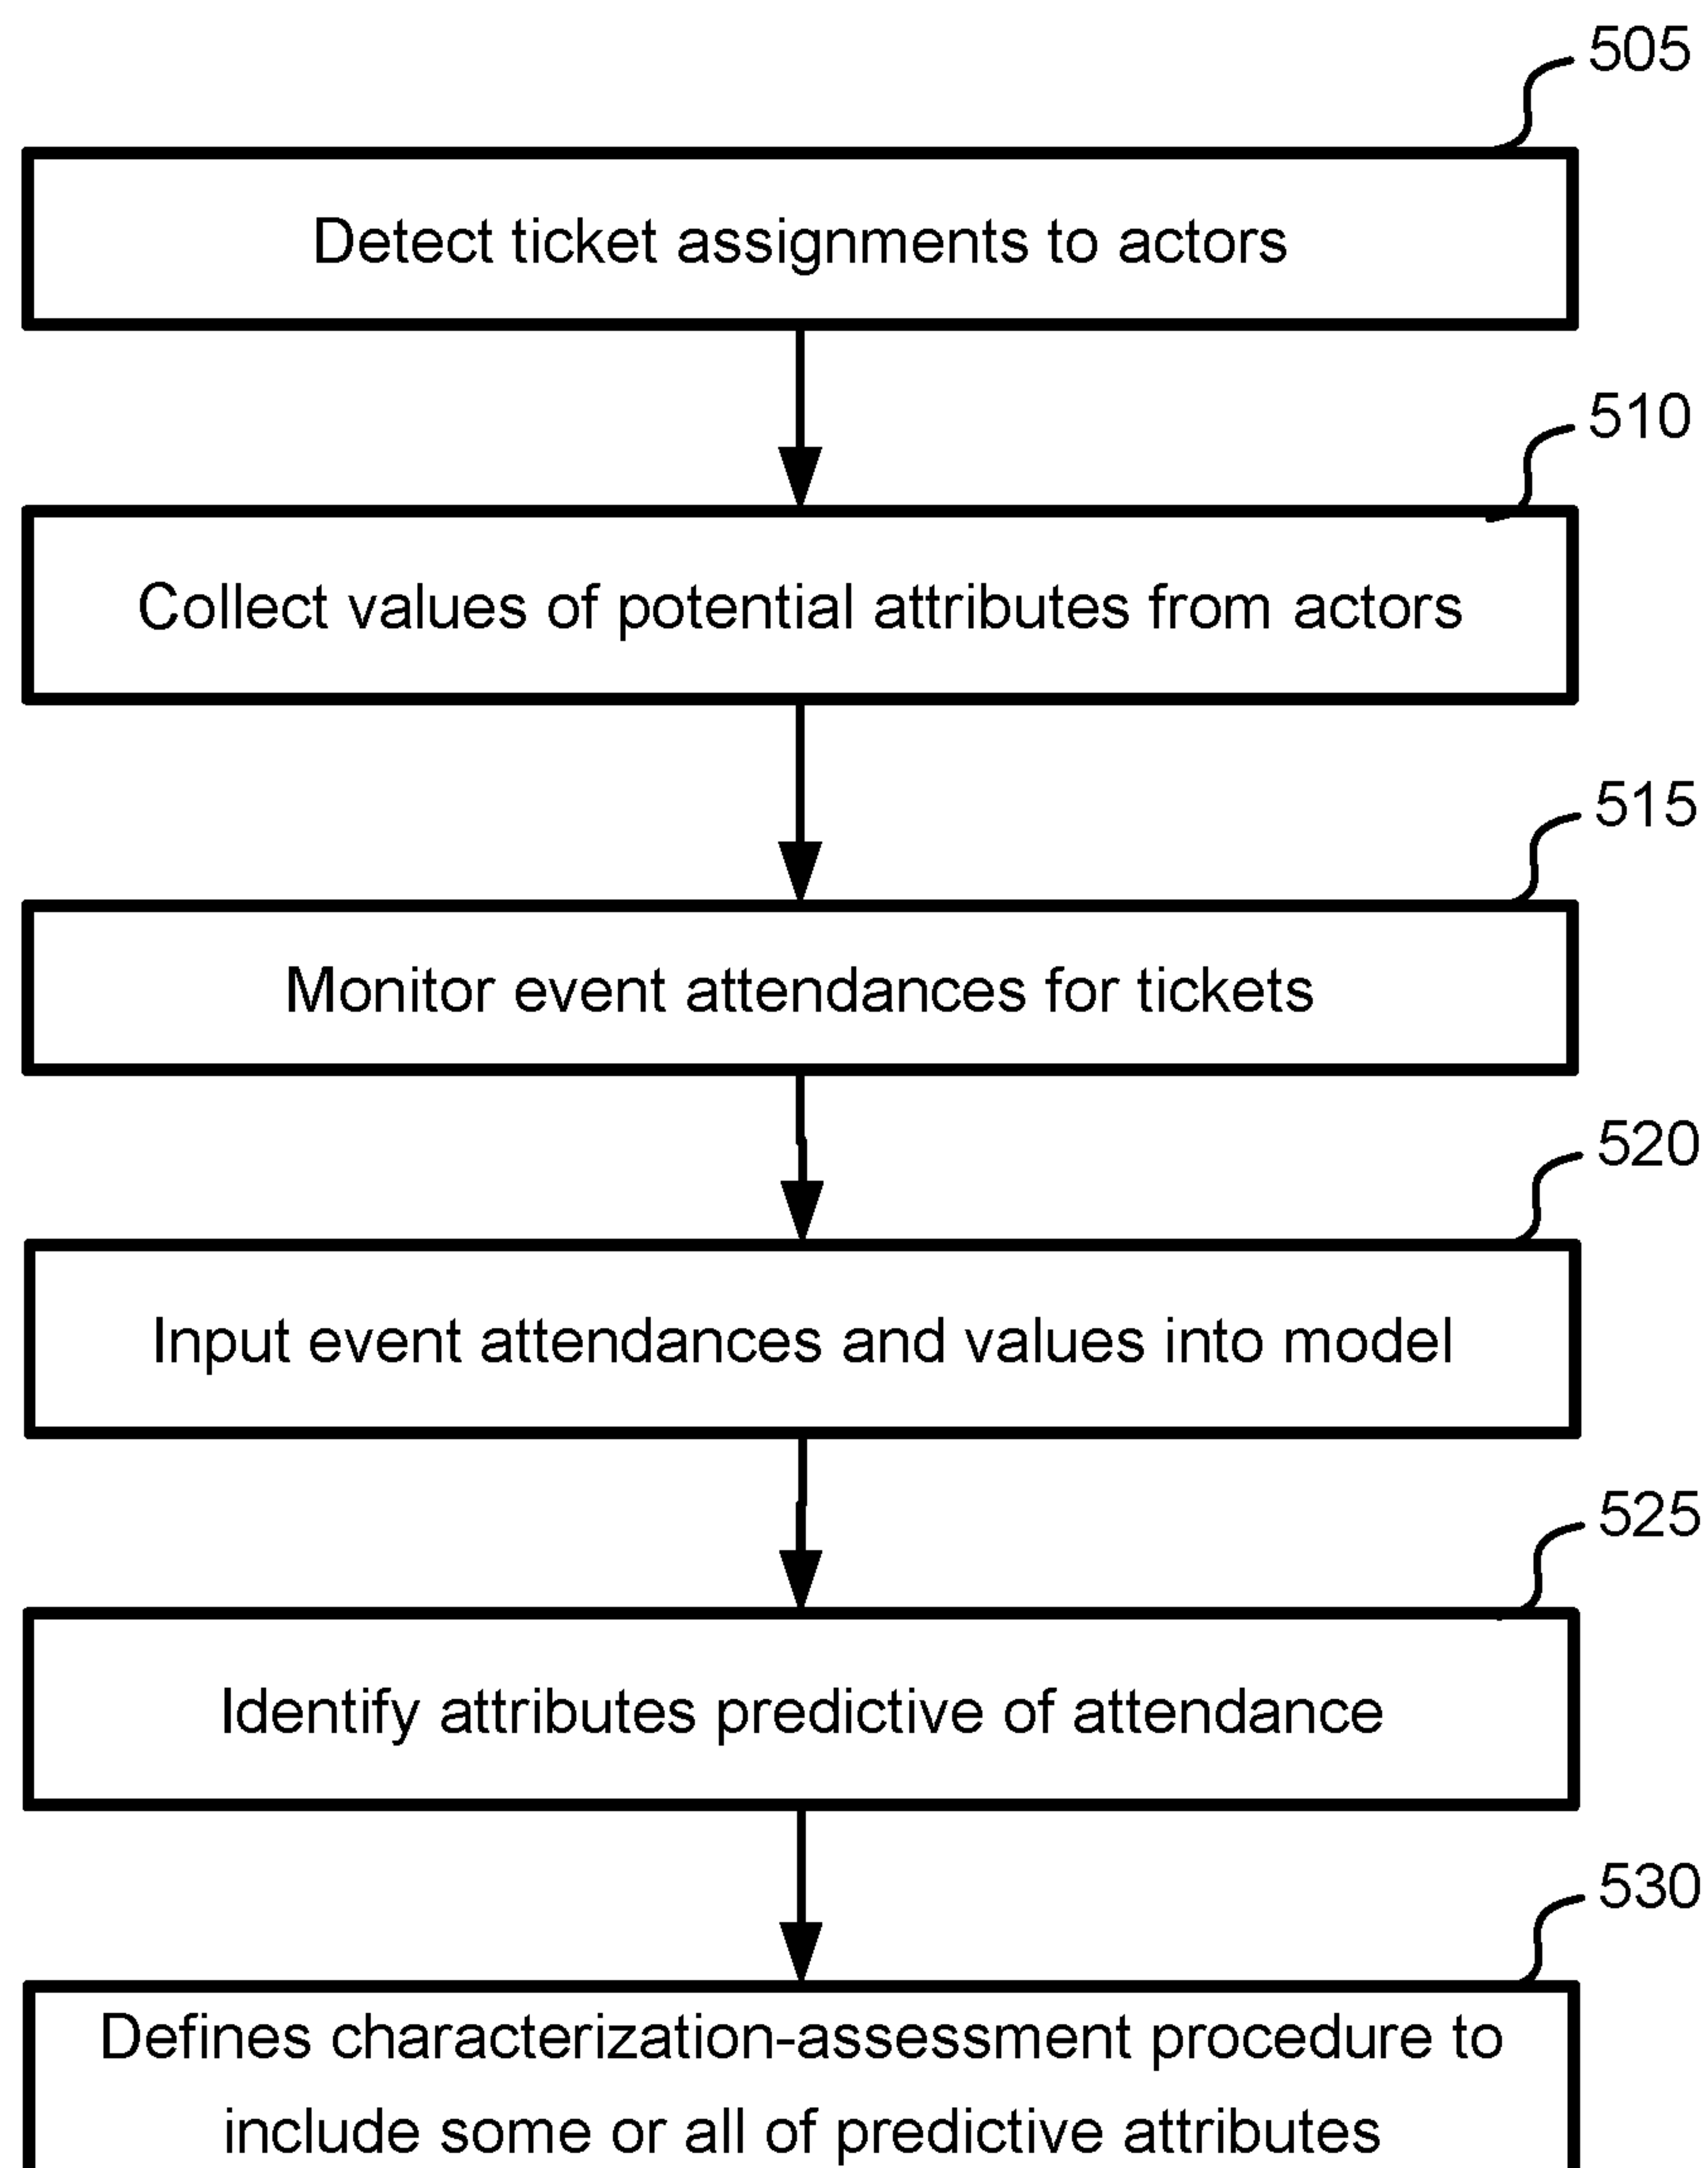 505
Detect ticket assignments to actors
510
Collect values of potential attributes from actors
515
Monitor event attendances for tickets
520
Input event attendances and values into model
525
Identify attributes predictive of attendance
530
Defines characterization-assessment procedure to
include some or all of predictive attributes